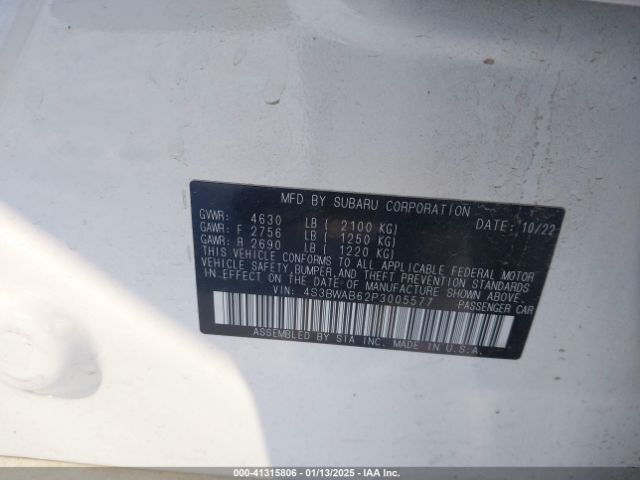 MFD BY SUBARU CORPORATION
GVWR: 4630 LB ( 2100 KG) DATE: 10/22
GAWR: F 2756 LB ( 1250 KG)
GAWR: R 2690 LB ( 1220 KG)
THIS VEHICLE CONFORMS TO ALL APPLICABLE FEDERAL MOTOR
VEHICLE SAFETY, BUMPER, AND THEFT PREVENTION STANDARDS
IN EFFECT ON THE DATE OF MANUFACTURE SHOWN ABOVE.
VIN: 4S3BWAB62P3005577 PASSENGER CAR
ASSEMBLED BY SIA INC. MADE IN U.S.A.
000-41315806 - 01/13/2025 - IAAI.COM